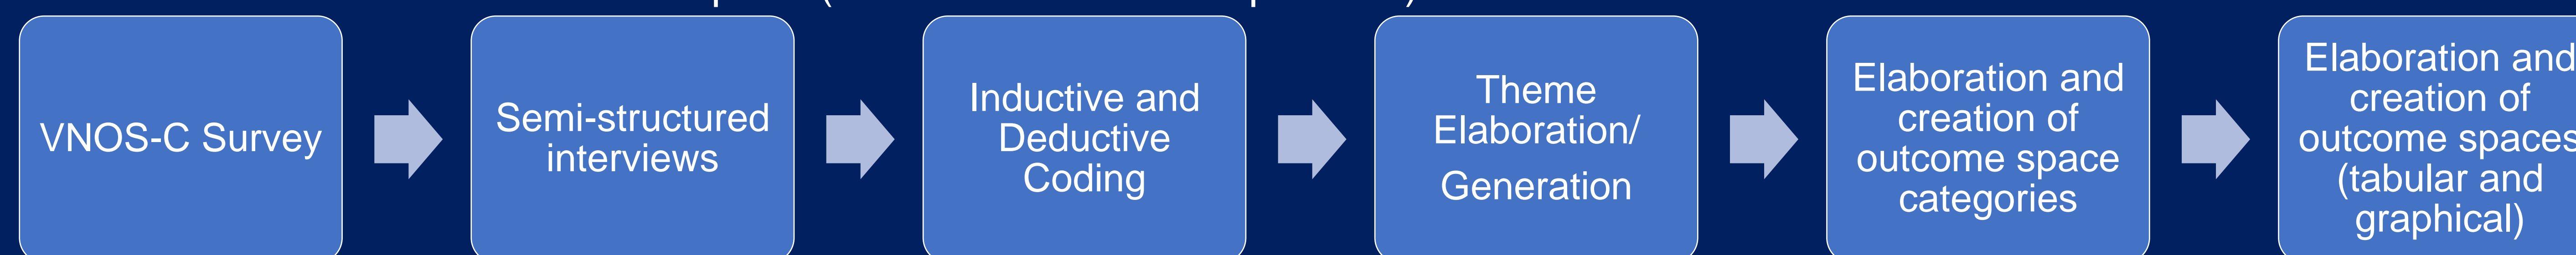 VNOS-C Survey
Semi-structured
interviews
Inductive and
Deductive
Coding
Theme
Elaboration/
Generation
Elaboration and
creation of
outcome space
categories
Elaboration and
creation of
outcome spaces
(tabular and
graphical)